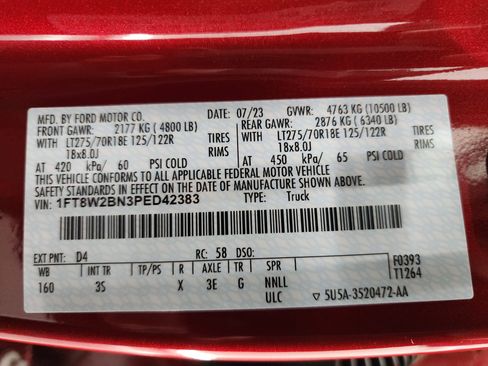 MFD. BY FORD MOTOR CO. 07/23 GVWR: 4763 KG (10500 LB)
FRONT GAWR: 2177 KG (4800 LB) REAR GAWR: 2876 KG (6340 LB)
WITH LT275/70R18E 125/122R TIRES WITH LT275/70R18E 125/122R TIRES
18x8.0J RIMS 18x8.0J RIMS
AT 420 kPa/ 60 PSI COLD AT 450 kPa/ 65 PSI COLD
THIS VEHICLE CONFORMS TO ALL APPLICABLE FEDERAL MOTOR VEHICLE
SAFETY STANDARDS IN EFFECT ON THE DATE OF MANUFACTURE SHOWN ABOVE.
VIN: 1FT8W2BN3PED42383 TYPE: Truck
EXT PNT: D4 RC: 58 DSO: F0393
WB INT TR TP/PS R AXLE TR SPR T1264
160 3S X 3E G NNLL
ULC 5U5A-3520472-AA